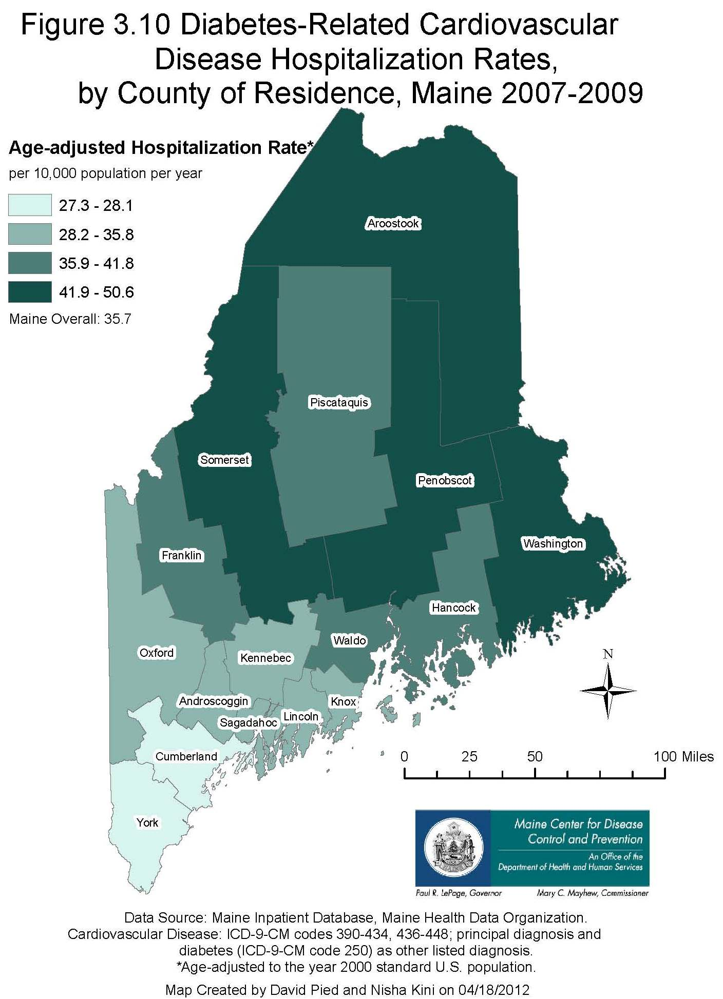 Figure 3.10 Diabetes-Related Cardiovascular
Disease Hospitalization Rates,
by County of Residence, Maine 2007-2009
Age-adjusted Hospitalization Rate*
per 10,000 population per year
27.3 - 28.1
28.2 - 35.8
35.9 - 41.8
41.9 - 50.6
Maine Overall: 35.7
Aroostook
Piscataquis
Somerset
Penobscot
Washington
Franklin
Hancock
Waldo
Oxford
Kennebec
Androscoggin
Knox
Lincoln
Sagadahoc
Cumberland
York
N
0 25 50 100 Miles
Maine Center for Disease
Control and Prevention
An Office of the
Department of Health and Human Services
Paul R. LePage, Governor Mary C. Mayhew, Commissioner
Data Source: Maine Inpatient Database, Maine Health Data Organization.
Cardiovascular Disease: ICD-9-CM codes 390-434, 436-448; principal diagnosis and
diabetes (ICD-9-CM code 250) as other listed diagnosis.
*Age-adjusted to the year 2000 standard U.S. population.
Map Created by David Pied and Nisha Kini on 04/18/2012